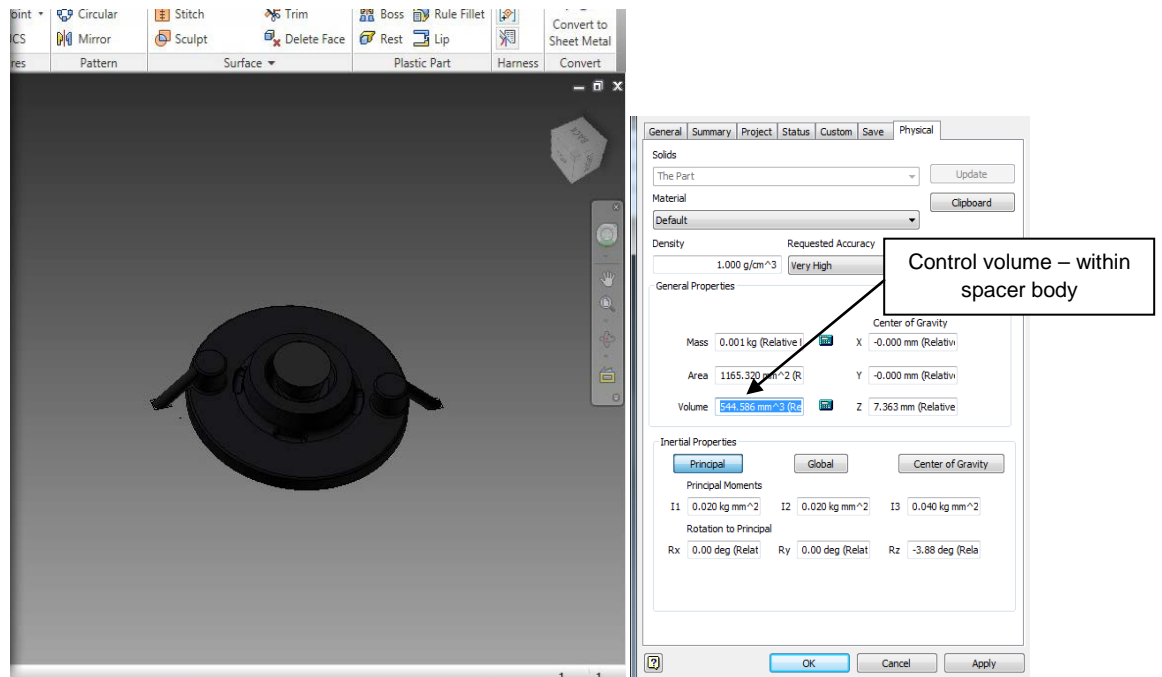 oint Circular Stitch Trim Boss Rule Fillet
CS Mirror Sculpt Delete Face Rest Lip Convert to
Sheet Metal
res Pattern Surface Plastic Part Harness Convert
BACK
General Summary Project Status Custom Save Physical
Solids
The Part Update
Material Clipboard
Default
Density Requested Accuracy
1.000 g/cm^3 Very High
Control volume – within
spacer body
General Properties
Center of Gravity
Mass 0.001 kg (Relative X -0.000 mm (Relativ
Area 1165.320 mm^2 (R Y -0.000 mm (Relativ
Volume 544.586 mm^3 (Re Z 7.363 mm (Relative
Inertial Properties
Principal Global Center of Gravity
Principal Moments
I1 0.020 kg mm^2 I2 0.020 kg mm^2 I3 0.040 kg mm^2
Rotation to Principal
Rx 0.00 deg (Relat Ry 0.00 deg (Relat Rz -3.88 deg (Rela
? OK Cancel Apply
1 1